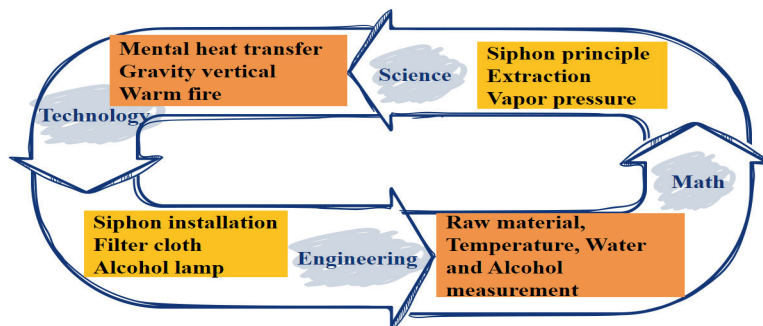 Mental heat transfer
Gravity vertical
Warm fire
Science
Siphon principle
Extraction
Vapor pressure
Technology
Math
Siphon installation
Filter cloth
Alcohol lamp
Engineering
Raw material,
Temperature, Water
and Alcohol
measurement